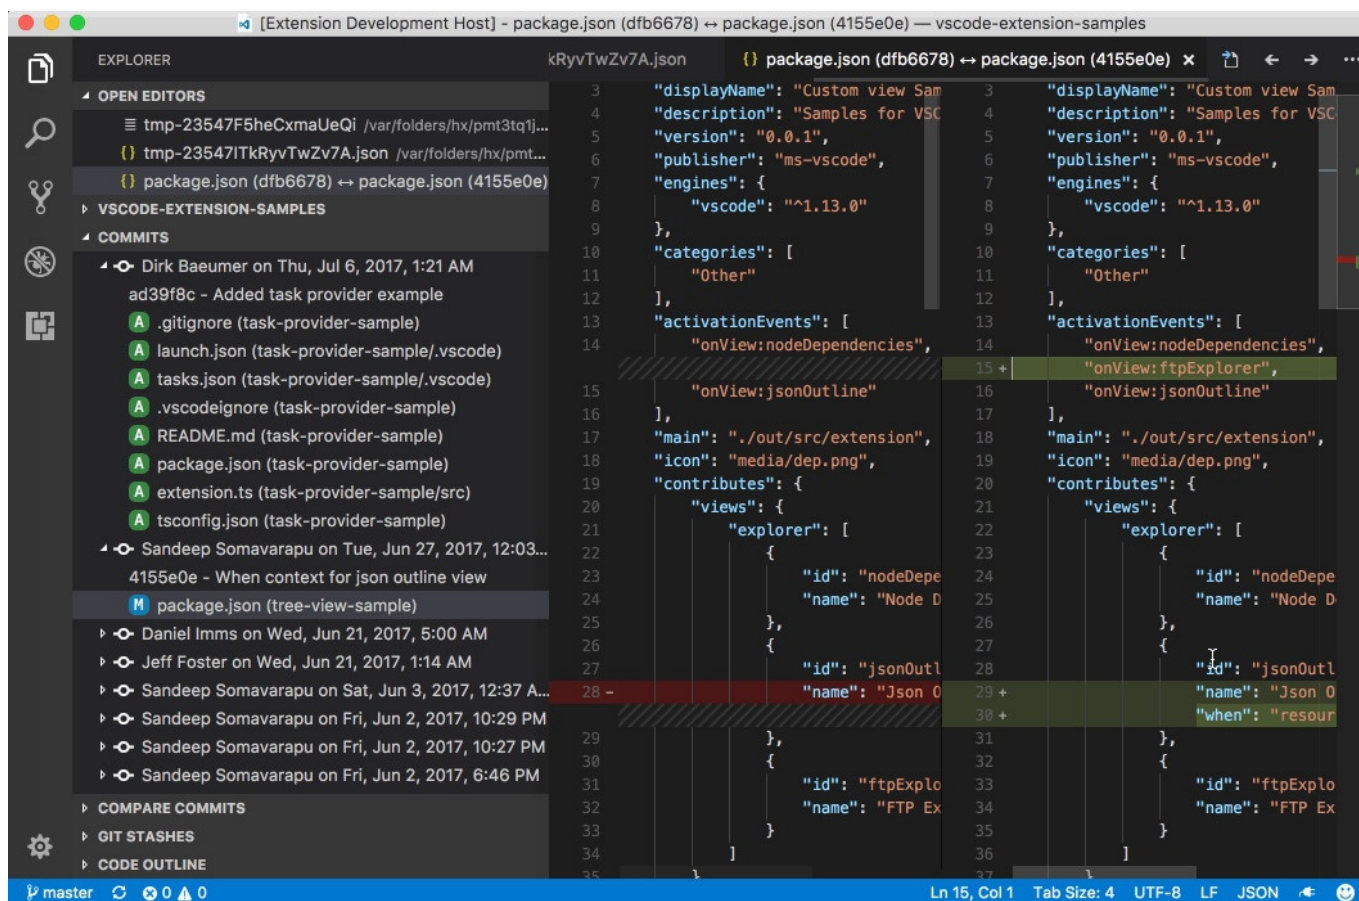 [Extension Development Host] - package.json (dfb6678) ↔ package.json (4155e0e) — vscode-extension-samples
EXPLORER
OPEN EDITORS
tmp-23547F5heCxmaUeQi /var/folders/hx/pmt3tq1j...
{} tmp-23547ITkRyvTwZv7A.json /var/folders/hx/pmt...
{} package.json (dfb6678) ↔ package.json (4155e0e)
VSCODE-EXTENSION-SAMPLES
COMMITS
Dirk Baeumer on Thu, Jul 6, 2017, 1:21 AM
ad39f8c - Added task provider example
A .gitignore (task-provider-sample)
A launch.json (task-provider-sample/.vscode)
A tasks.json (task-provider-sample/.vscode)
A .vscodeignore (task-provider-sample)
A README.md (task-provider-sample)
A package.json (task-provider-sample)
A extension.ts (task-provider-sample/src)
A tsconfig.json (task-provider-sample)
Sandeep Somavarapu on Tue, Jun 27, 2017, 12:03...
4155e0e - When context for json outline view
M package.json (tree-view-sample)
Daniel Imms on Wed, Jun 21, 2017, 5:00 AM
Jeff Foster on Wed, Jun 21, 2017, 1:14 AM
Sandeep Somavarapu on Sat, Jun 3, 2017, 12:37 A...
Sandeep Somavarapu on Fri, Jun 2, 2017, 10:29 PM
Sandeep Somavarapu on Fri, Jun 2, 2017, 10:27 PM
Sandeep Somavarapu on Fri, Jun 2, 2017, 6:46 PM
COMPARE COMMITS
GIT STASHES
CODE OUTLINE
kRyvTwZv7A.json
{} package.json (dfb6678) ↔ package.json (4155e0e) ×
3 "displayName": "Custom view Sam
4 "description": "Samples for VSC
5 "version": "0.0.1",
6 "publisher": "ms-vscode",
7 "engines": {
8 "vscode": "^1.13.0"
9 },
10 "categories": [
11 "Other"
12 ],
13 "activationEvents": [
14 "onView:nodeDependencies",
15 "onView:jsonOutline"
16 ],
17 "main": "./out/src/extension",
18 "icon": "media/dep.png",
19 "contributes": {
20 "views": {
21 "explorer": [
22 {
23 "id": "nodeDepe
24 "name": "Node D
25 },
26 {
27 "id": "jsonOutl
28 - "name": "Json O
29 },
30 {
31 "id": "ftpExplo
32 "name": "FTP Ex
33 }
34 ]
35 }
3 "displayName": "Custom view Sam
4 "description": "Samples for VSC
5 "version": "0.0.1",
6 "publisher": "ms-vscode",
7 "engines": {
8 "vscode": "^1.13.0"
9 },
10 "categories": [
11 "Other"
12 ],
13 "activationEvents": [
14 "onView:nodeDependencies",
15 + "onView:ftpExplorer",
16 "onView:jsonOutline"
17 ],
18 "main": "./out/src/extension",
19 "icon": "media/dep.png",
20 "contributes": {
21 "views": {
22 "explorer": [
23 {
24 "id": "nodeDepe
25 "name": "Node D
26 },
27 {
28 "id": "jsonOutl
29 + "name": "Json O
30 + "when": "resour
31 },
32 {
33 "id": "ftpExplo
34 "name": "FTP Ex
35 }
36 ]
37 }
master 0 0 Ln 15, Col 1 Tab Size: 4 UTF-8 LF JSON